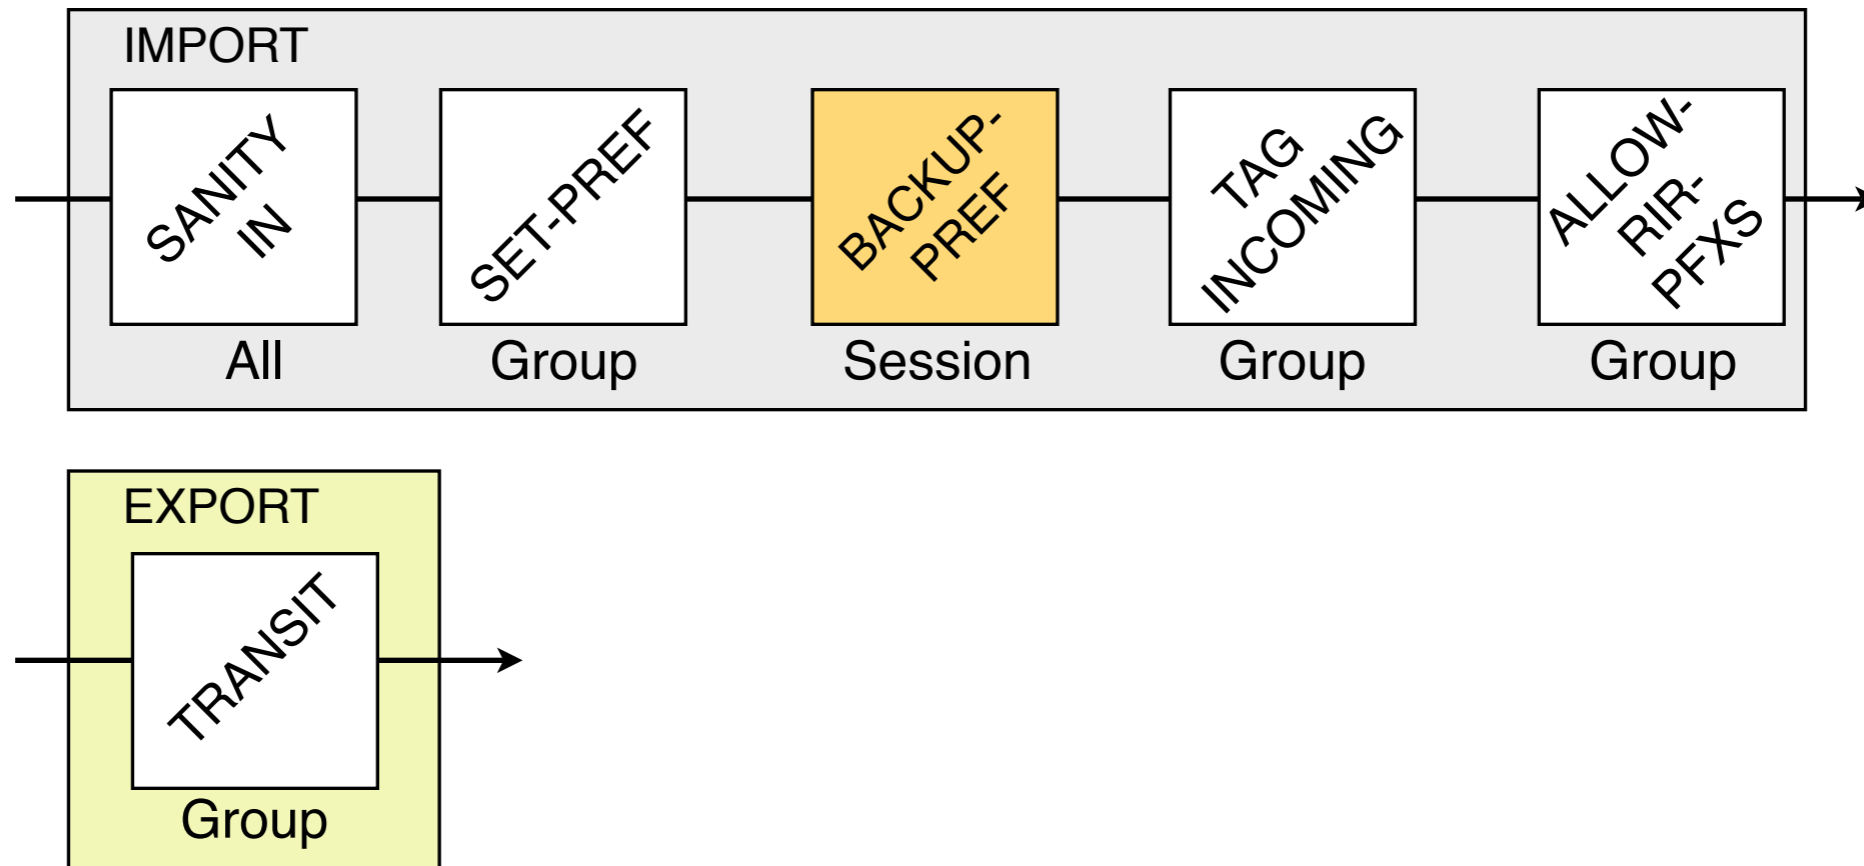 IMPORT
SANITY
IN
SET-PREF
BACKUP-
PREF
TAG
INCOMING
ALLOW-
RIR-
PFXS
All
Group
Session
Group
Group
EXPORT
TRANSIT
Group